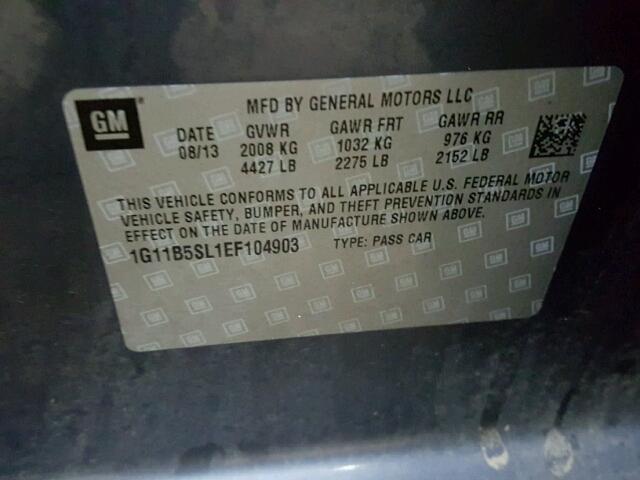 GM
MFD BY GENERAL MOTORS LLC
DATE GVWR GAWR FRT GAWR RR
08/13 2008 KG 1032 KG 976 KG
4427 LB 2275 LB 2152 LB
THIS VEHICLE CONFORMS TO ALL APPLICABLE U.S. FEDERAL MOTOR
VEHICLE SAFETY, BUMPER, AND THEFT PREVENTION STANDARDS IN
EFFECT ON THE DATE OF MANUFACTURE SHOWN ABOVE.
1G11B5SL1EF104903 TYPE: PASS CAR